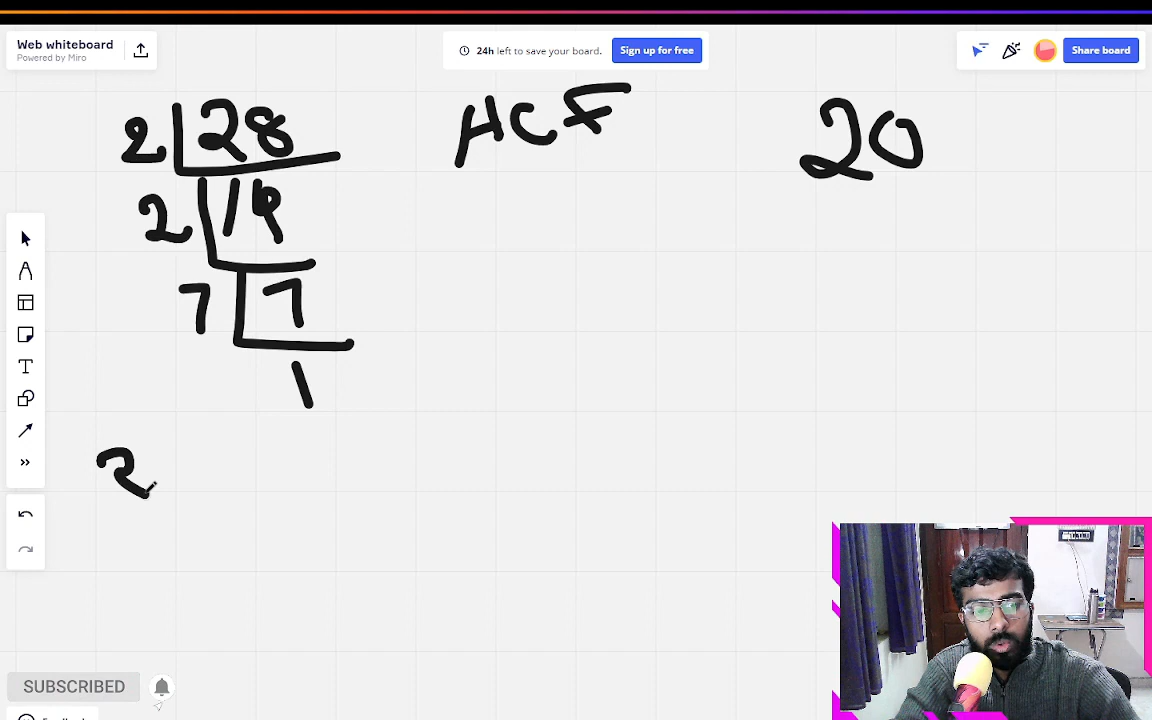 Web whiteboard
Powered by Miro
24h left to save your board.
Sign up for free
Share board
2 28 HCF 20
2 14
7 7
1
2
T
SUBSCRIBED